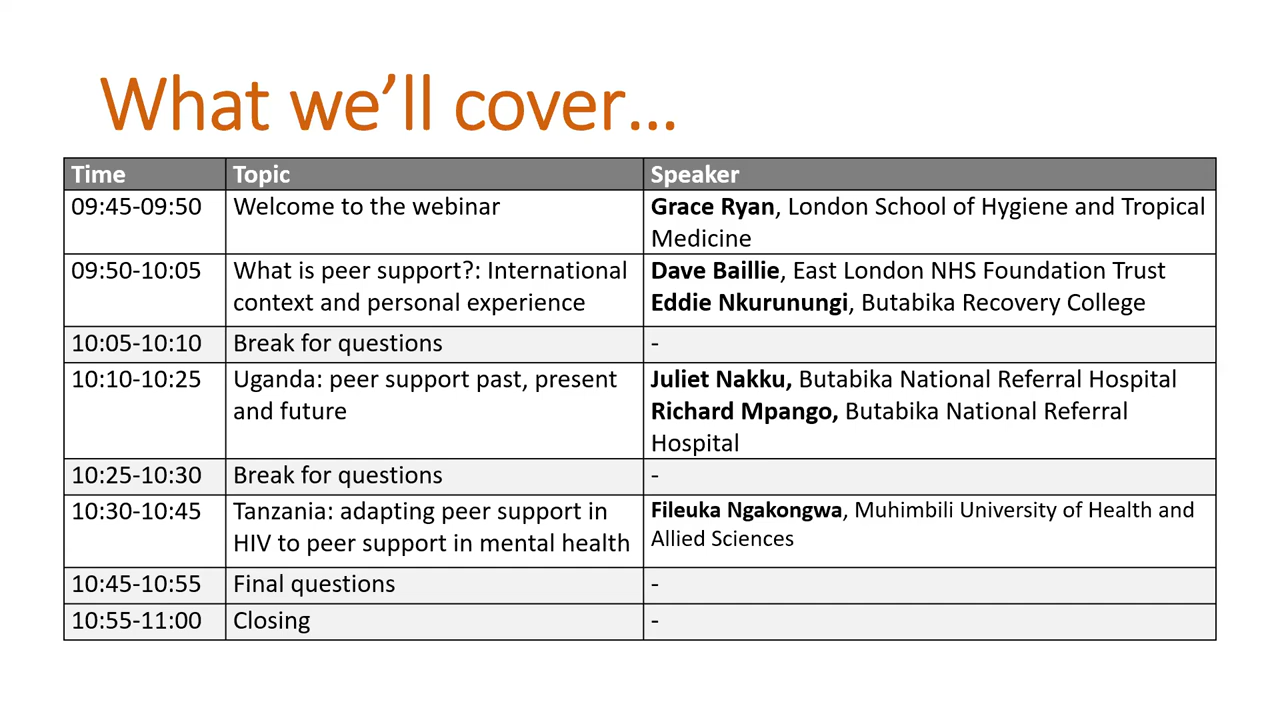 What we’ll cover...
Time Topic Speaker
09:45-09:50 Welcome to the webinar Grace Ryan, London School of Hygiene and Tropical
Medicine
09:50-10:05 What is peer support?: International Dave Baillie, East London NHS Foundation Trust
context and personal experience Eddie Nkurunungi, Butabika Recovery College
10:05-10:10 Break for questions -
10:10-10:25 Uganda: peer support past, present Juliet Nakku, Butabika National Referral Hospital
and future Richard Mpango, Butabika National Referral
Hospital
10:25-10:30 Break for questions -
10:30-10:45 Tanzania: adapting peer support in Fileuka Ngakongwa, Muhimbili University of Health and
HIV to peer support in mental health Allied Sciences
10:45-10:55 Final questions -
10:55-11:00 Closing -